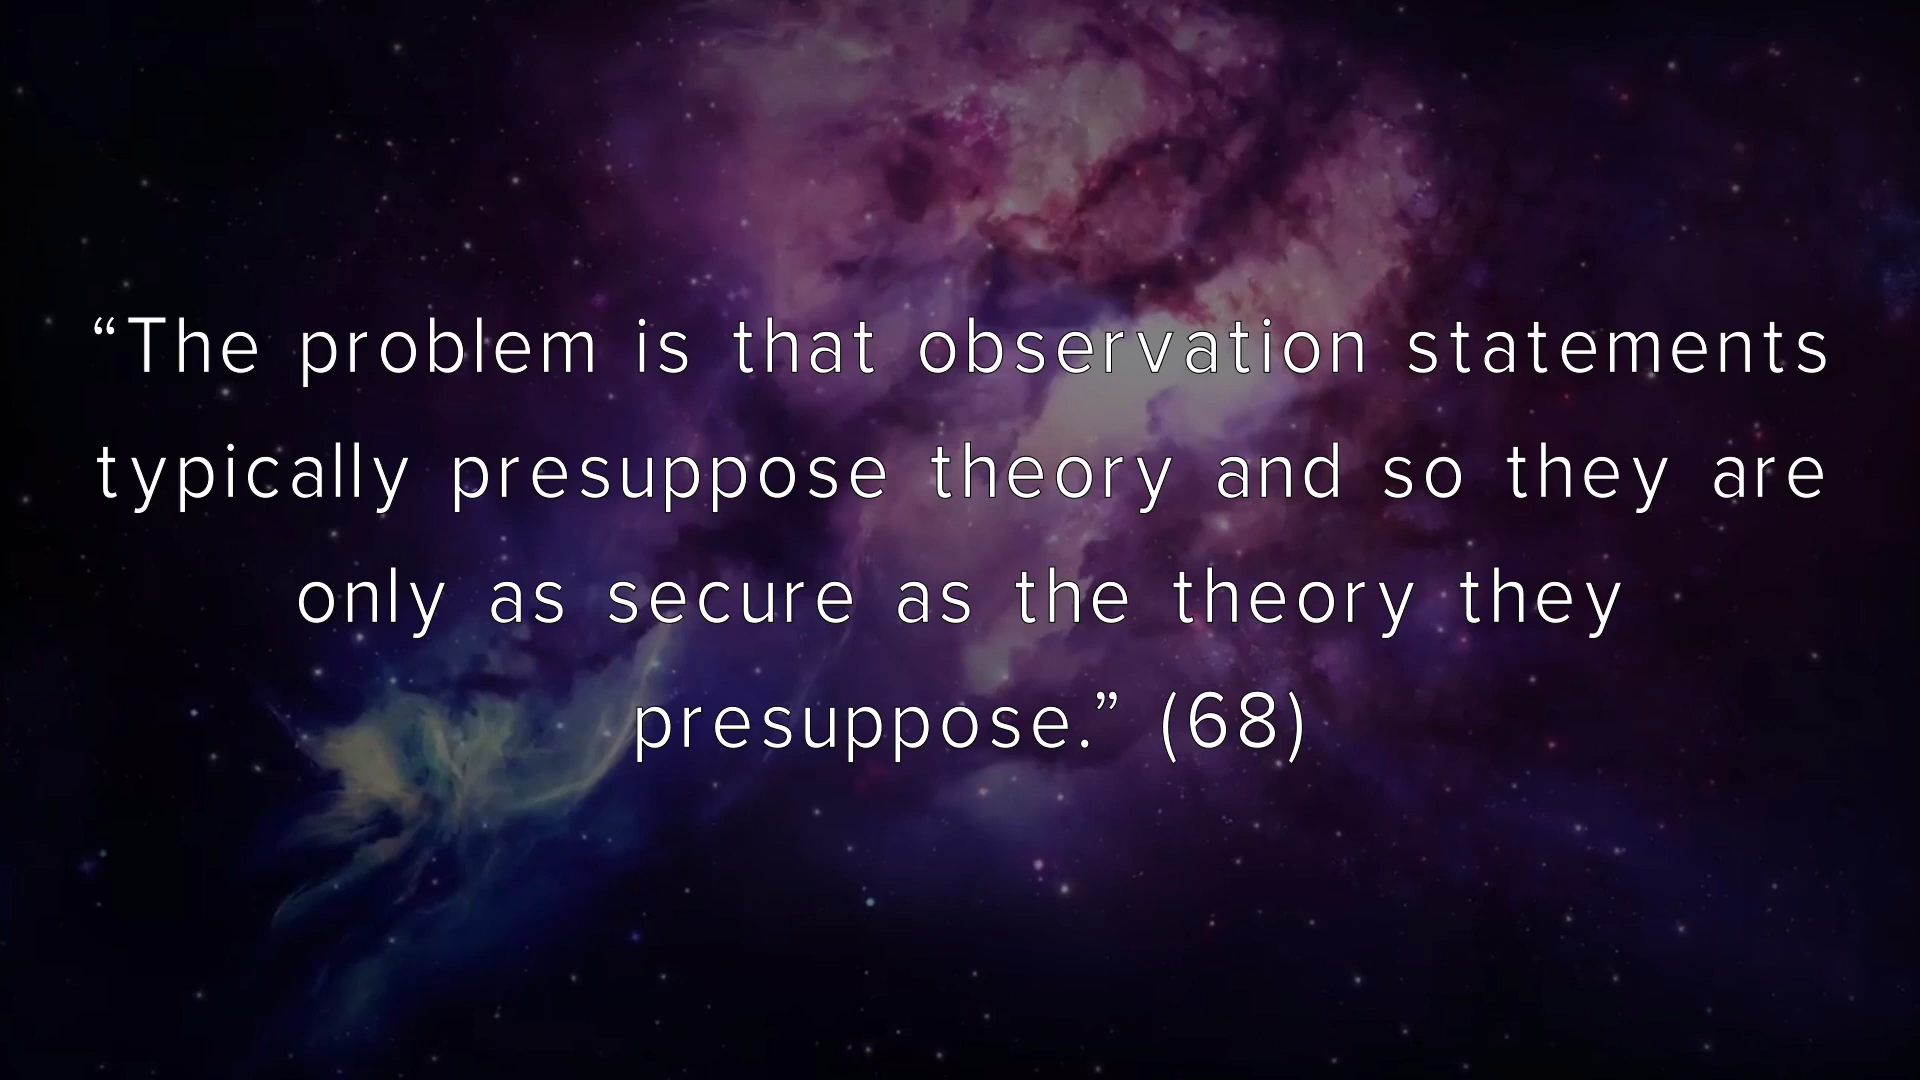 “The problem is that observation statements
typically presuppose theory and so they are
only as secure as the theory they
presuppose.” (68)